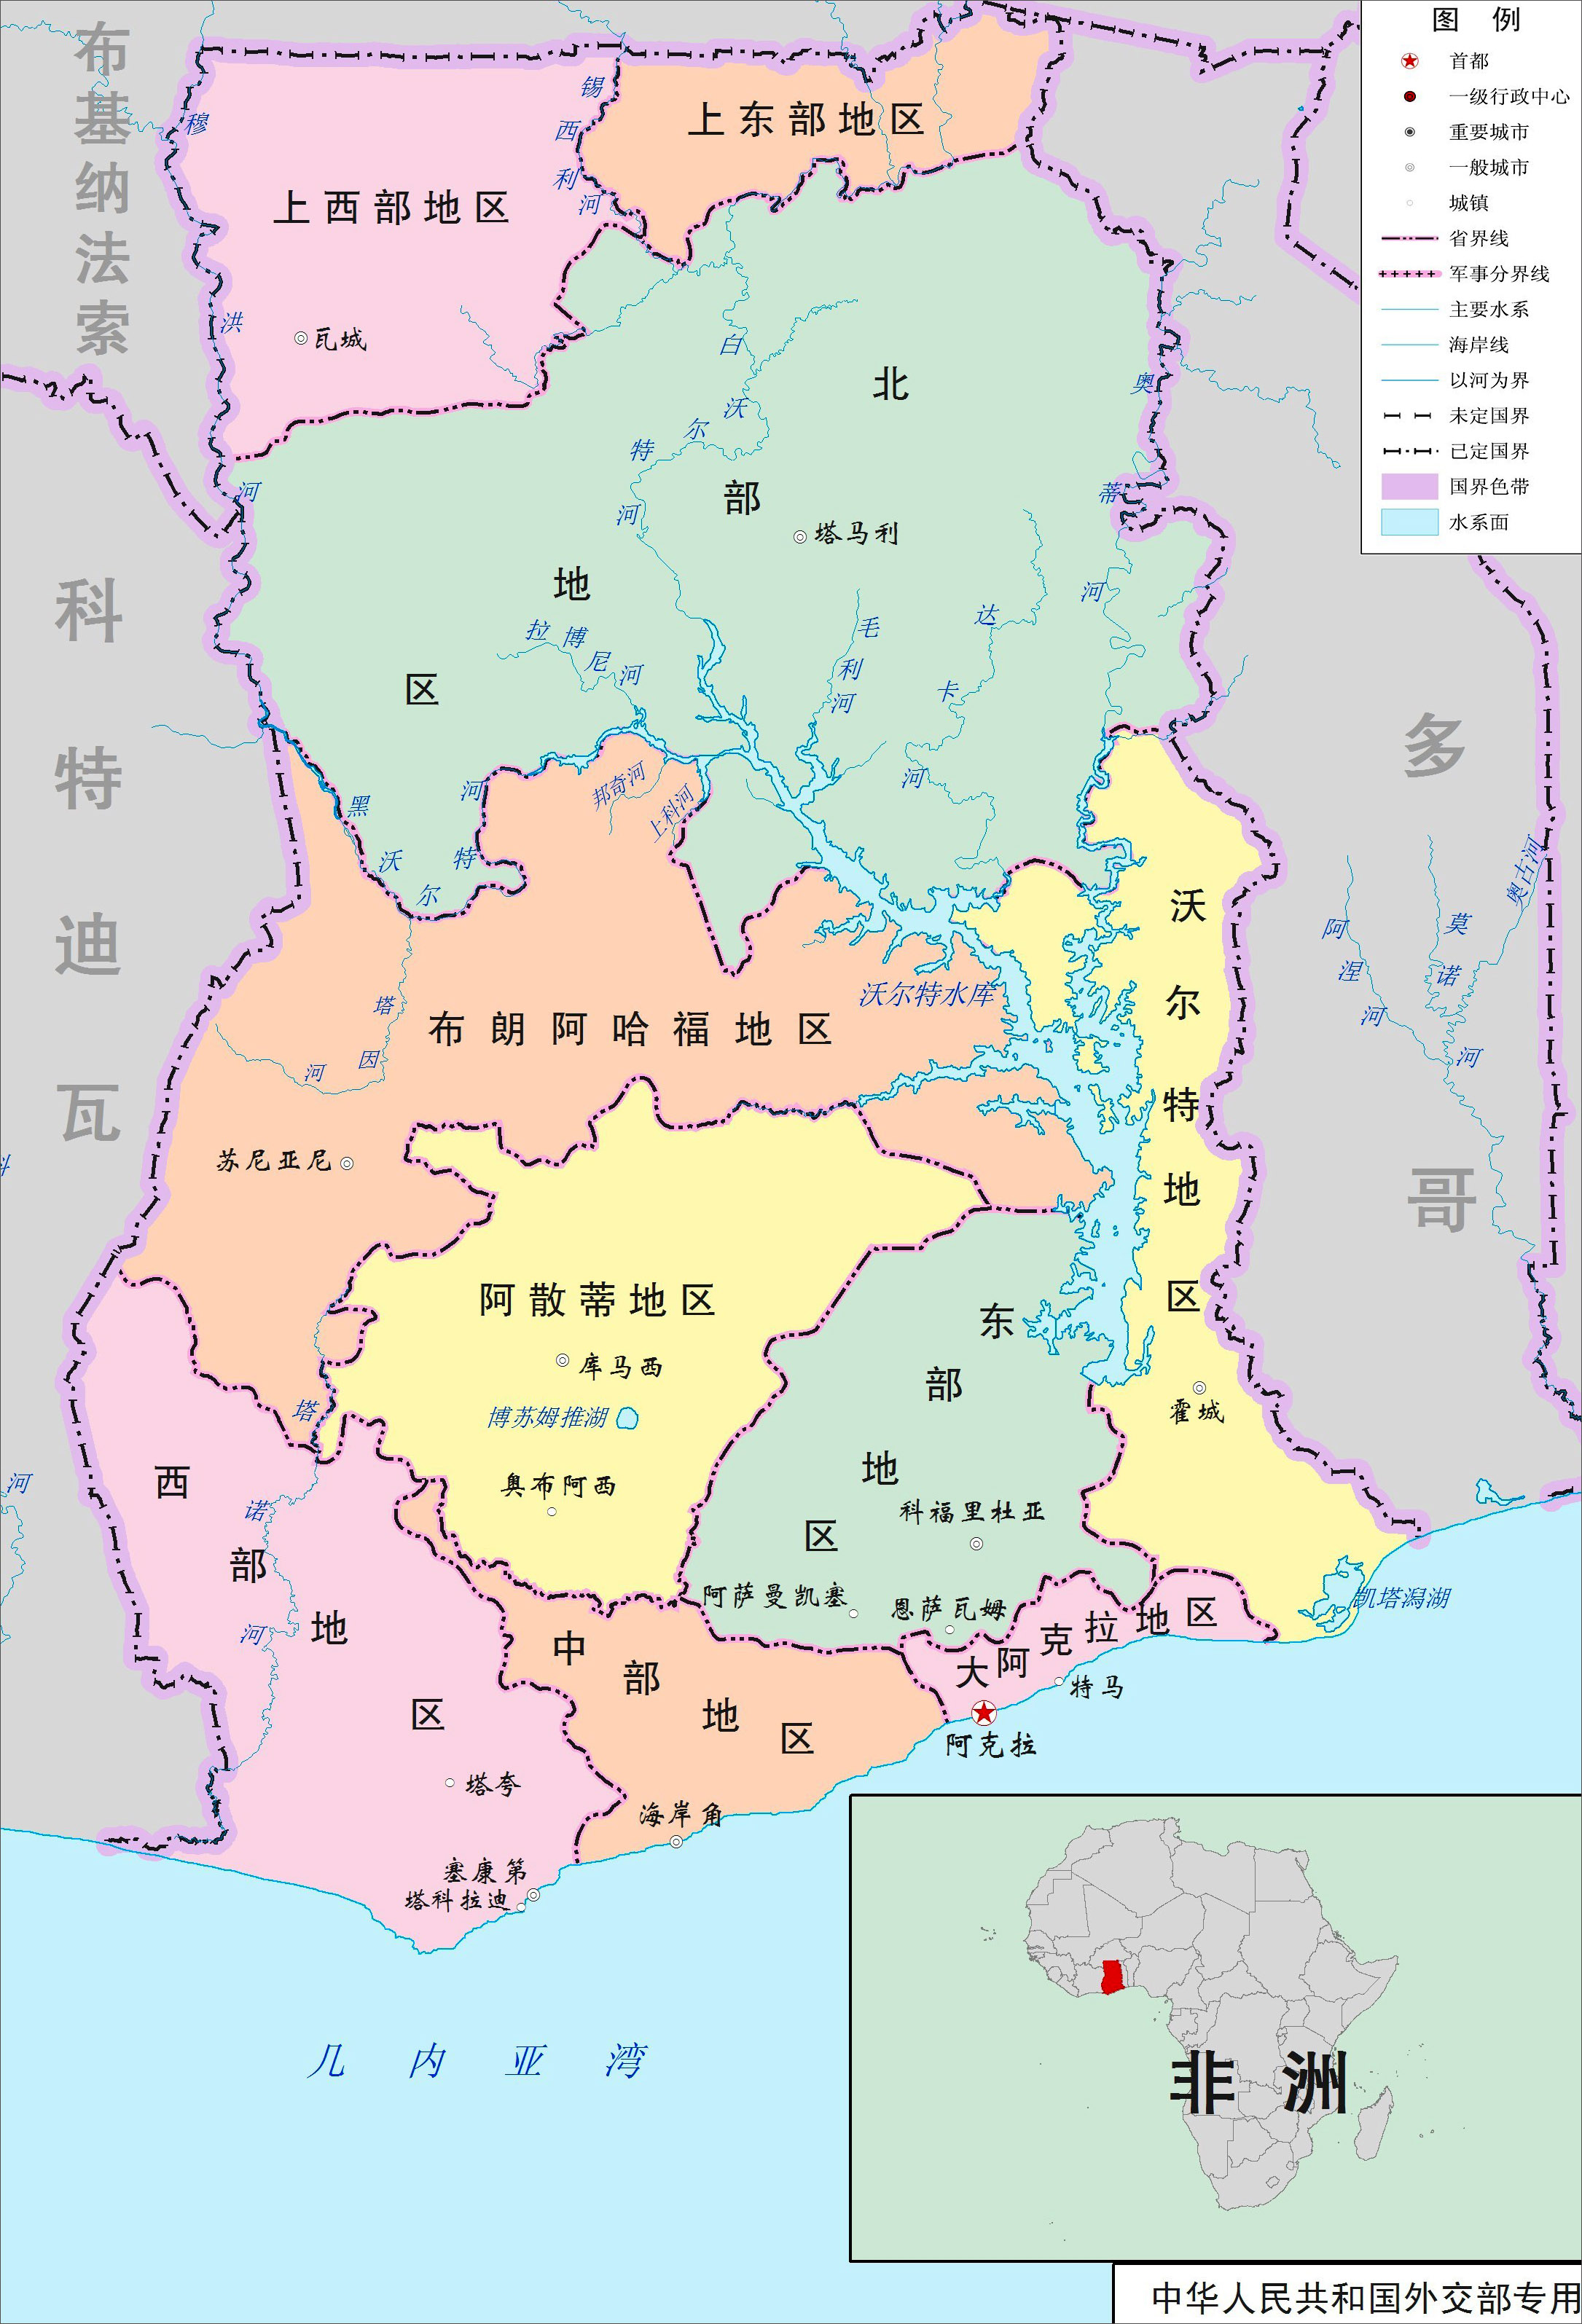 图 例
首都
一级行政中心
重要城市
一般城市
城镇
省界线
军事分界线
主要水系
海岸线
以河为界
未定国界
已定国界
国界色带
水系面
布基纳法索
科特迪瓦
多哥
上西部地区
上东部地区
锡西利河
穆洪河
瓦城
北部地区
白沃尔特河
奥蒂河
塔马利
拉博尼河
毛利河
达卡河
黑沃尔特河
邦奇河
上科河
沃尔特地区
沃尔特水库
布朗阿哈福地区
塔因河
阿涅河
莫诺河
奥古河
苏尼亚尼
科
河
阿散蒂地区
库马西
博苏姆推湖
奥布阿西
东部地区
科福里杜亚
阿萨曼凯塞
恩萨瓦姆
霍城
凯塔潟湖
西部地区
塔诺河
塔夸
塞康第
塔科拉迪
中部地区
海岸角
大阿克拉地区
特马
阿克拉
几内亚湾
非洲
中华人民共和国外交部专用